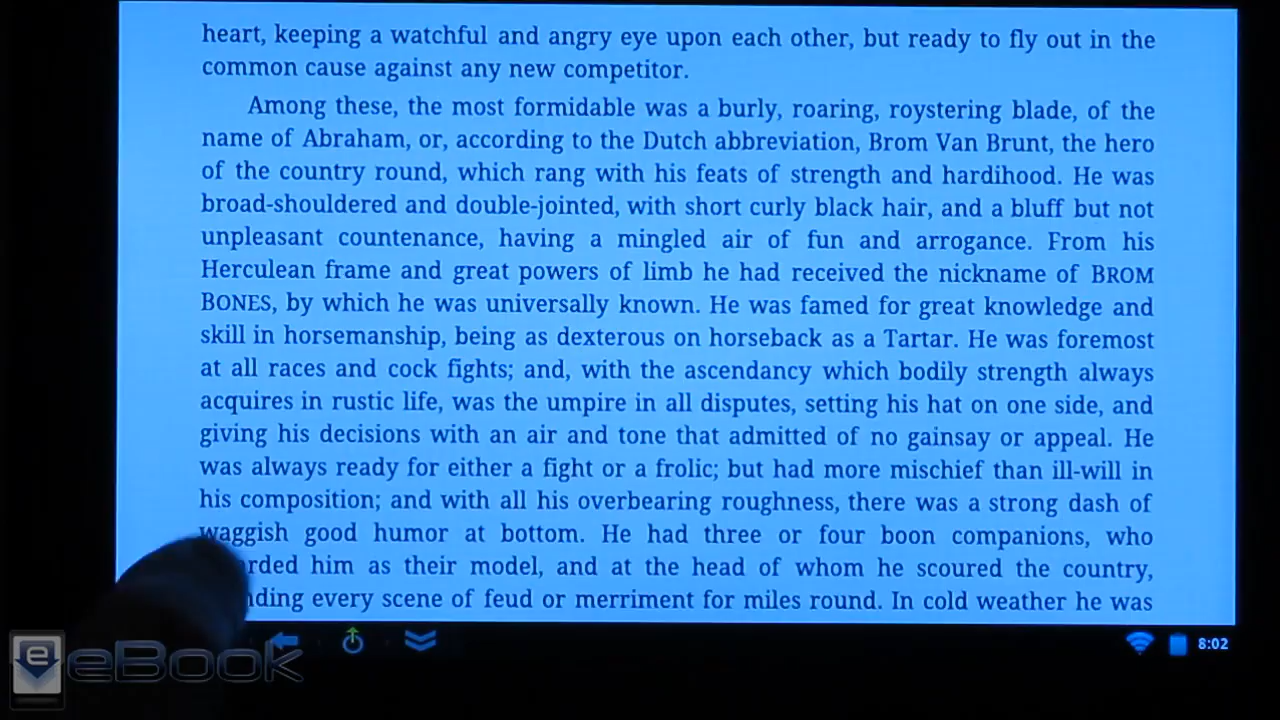 heart, keeping a watchful and angry eye upon each other, but ready to fly out in the
common cause against any new competitor.
Among these, the most formidable was a burly, roaring, roystering blade, of the
name of Abraham, or, according to the Dutch abbreviation, Brom Van Brunt, the hero
of the country round, which rang with his feats of strength and hardihood. He was
broad-shouldered and double-jointed, with short curly black hair, and a bluff but not
unpleasant countenance, having a mingled air of fun and arrogance. From his
Herculean frame and great powers of limb he had received the nickname of BROM
BONES, by which he was universally known. He was famed for great knowledge and
skill in horsemanship, being as dexterous on horseback as a Tartar. He was foremost
at all races and cock fights; and, with the ascendancy which bodily strength always
acquires in rustic life, was the umpire in all disputes, setting his hat on one side, and
giving his decisions with an air and tone that admitted of no gainsay or appeal. He
was always ready for either a fight or a frolic; but had more mischief than ill-will in
his composition; and with all his overbearing roughness, there was a strong dash of
waggish good humor at bottom. He had three or four boon companions, who
him as their model, and at the head of whom he scoured the country,
every scene of feud or merriment for miles round. In cold weather he was
e eBook
8:02